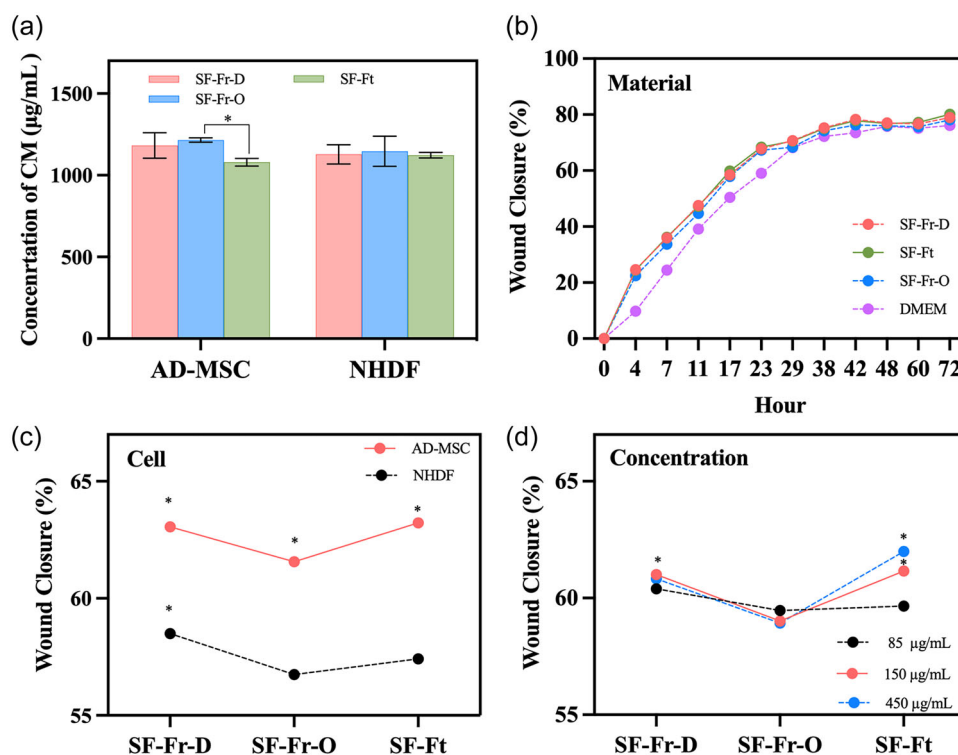 (a)
SF-Fr-D
SF-Ft
SF-Fr-O
*
Concenrtation of CM (μg/mL)
1500
1000
500
0
AD-MSC
NHDF
(b)
Material
Wound Closure (%)
100
80
60
40
20
0
SF-Fr-D
SF-Ft
SF-Fr-O
DMEM
0 4 7 11 17 23 29 38 42 48 60 72
Hour
(c)
Cell
AD-MSC
NHDF
Wound Closure (%)
65
60
55
*
*
*
*
SF-Fr-D
SF-Fr-O
SF-Ft
(d)
Concentration
Wound Closure (%)
65
60
55
*
*
*
85 μg/mL
150 μg/mL
450 μg/mL
SF-Fr-D
SF-Fr-O
SF-Ft